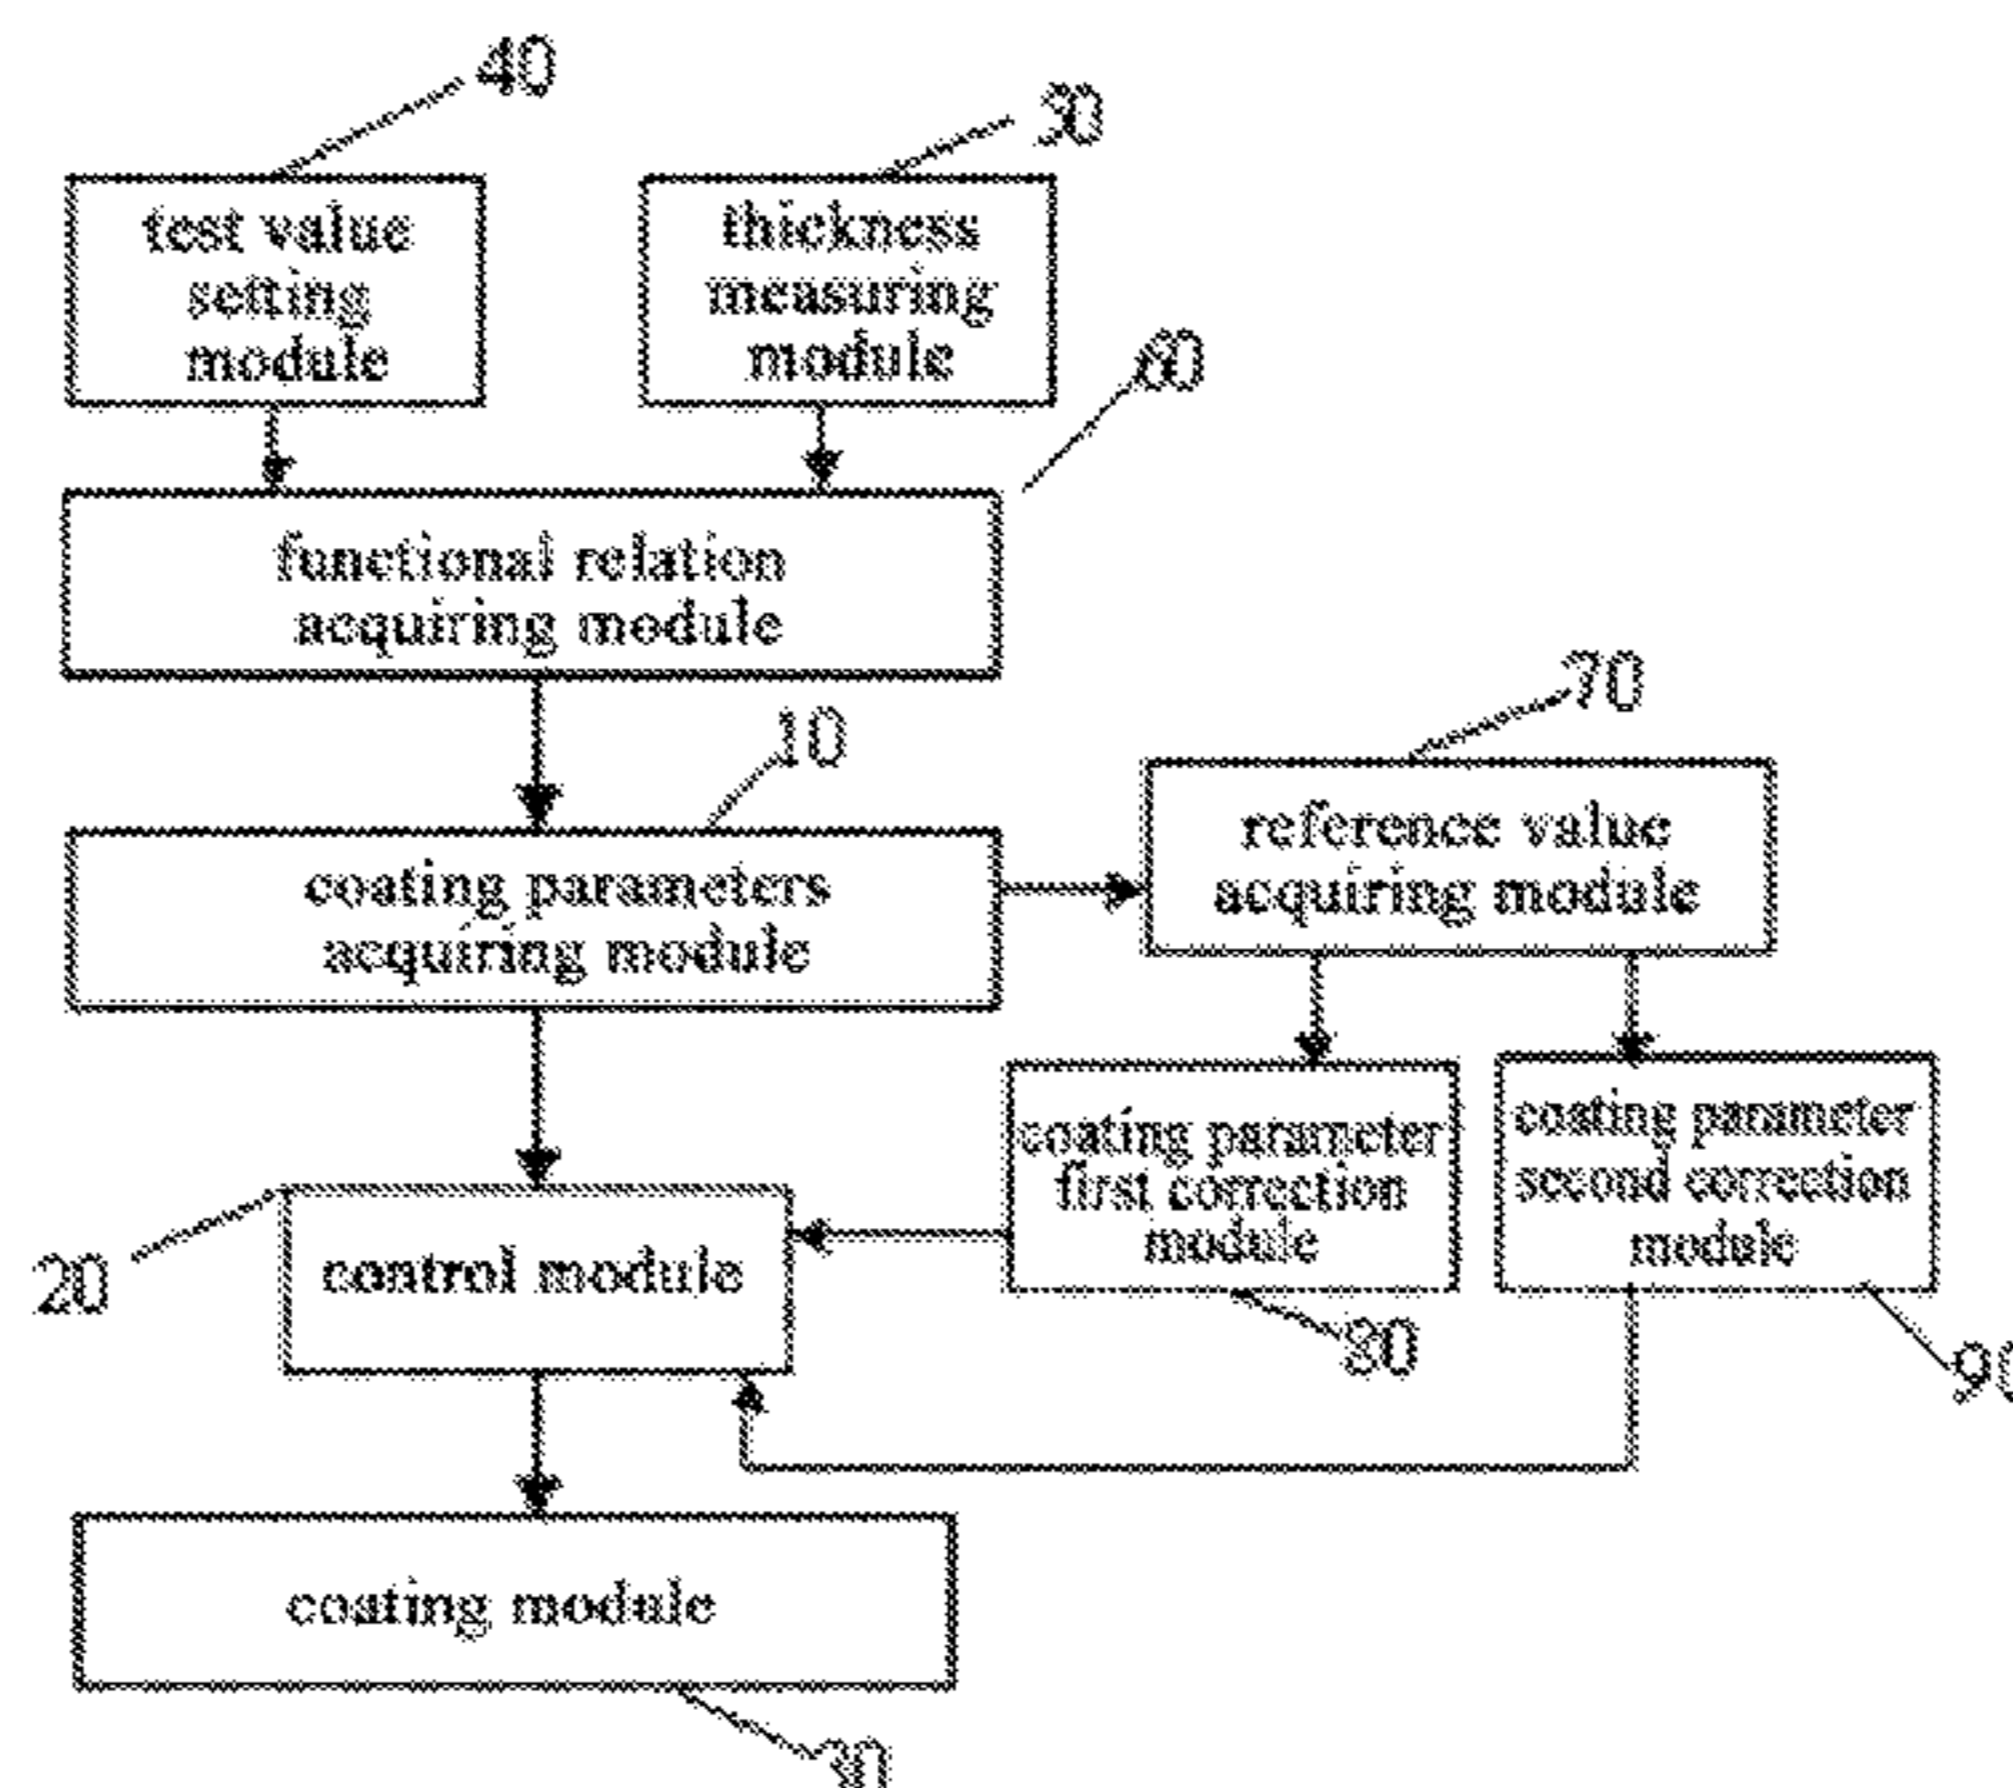 40
50
test value
setting
module
thickness
measuring
module
60
functional relation
acquiring module
10
70
coating parameters
acquiring module
reference value
acquiring module
coating parameter
first correction
module
coating parameter
second correction
module
20
control module
80
90
coating module
30